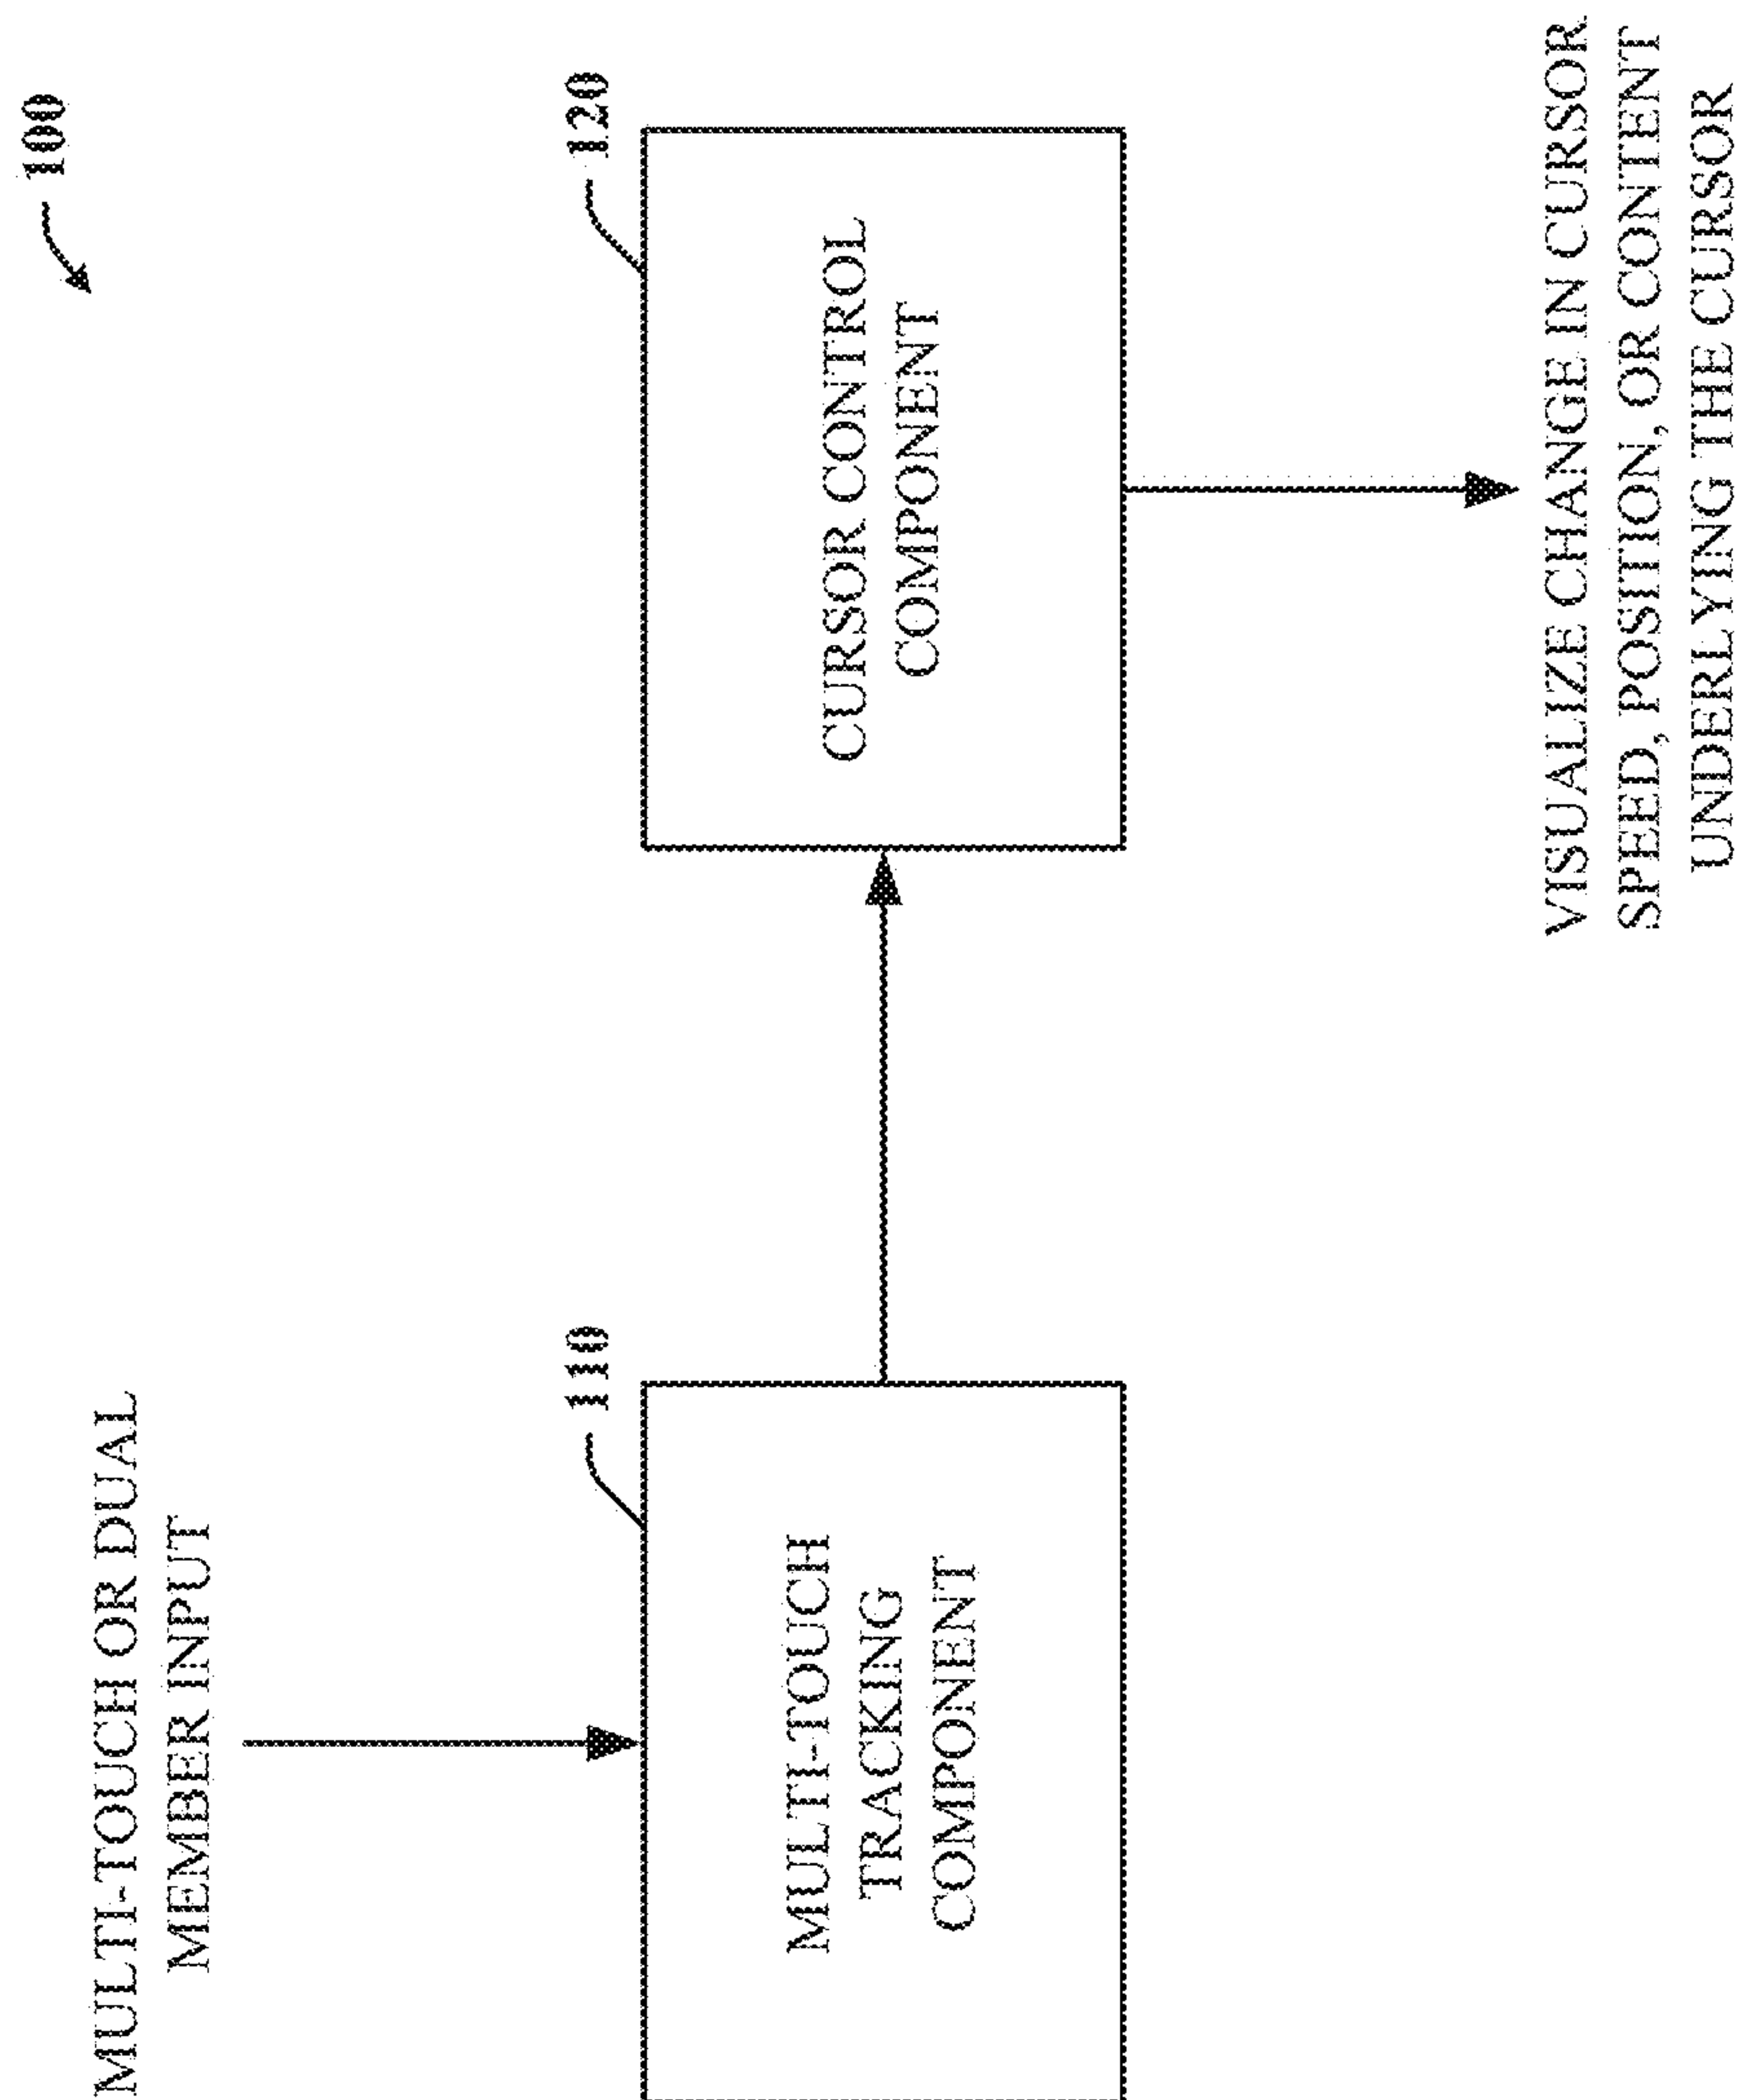 100
MULTI-TOUCH OR DUAL
MEMBER INPUT
110
MULTI-TOUCH
TRACKING
COMPONENT
120
CURSOR CONTROL
COMPONENT
VISUALIZE CHANGE IN CURSOR
SPEED, POSITION, OR CONTENT
UNDERLYING THE CURSOR